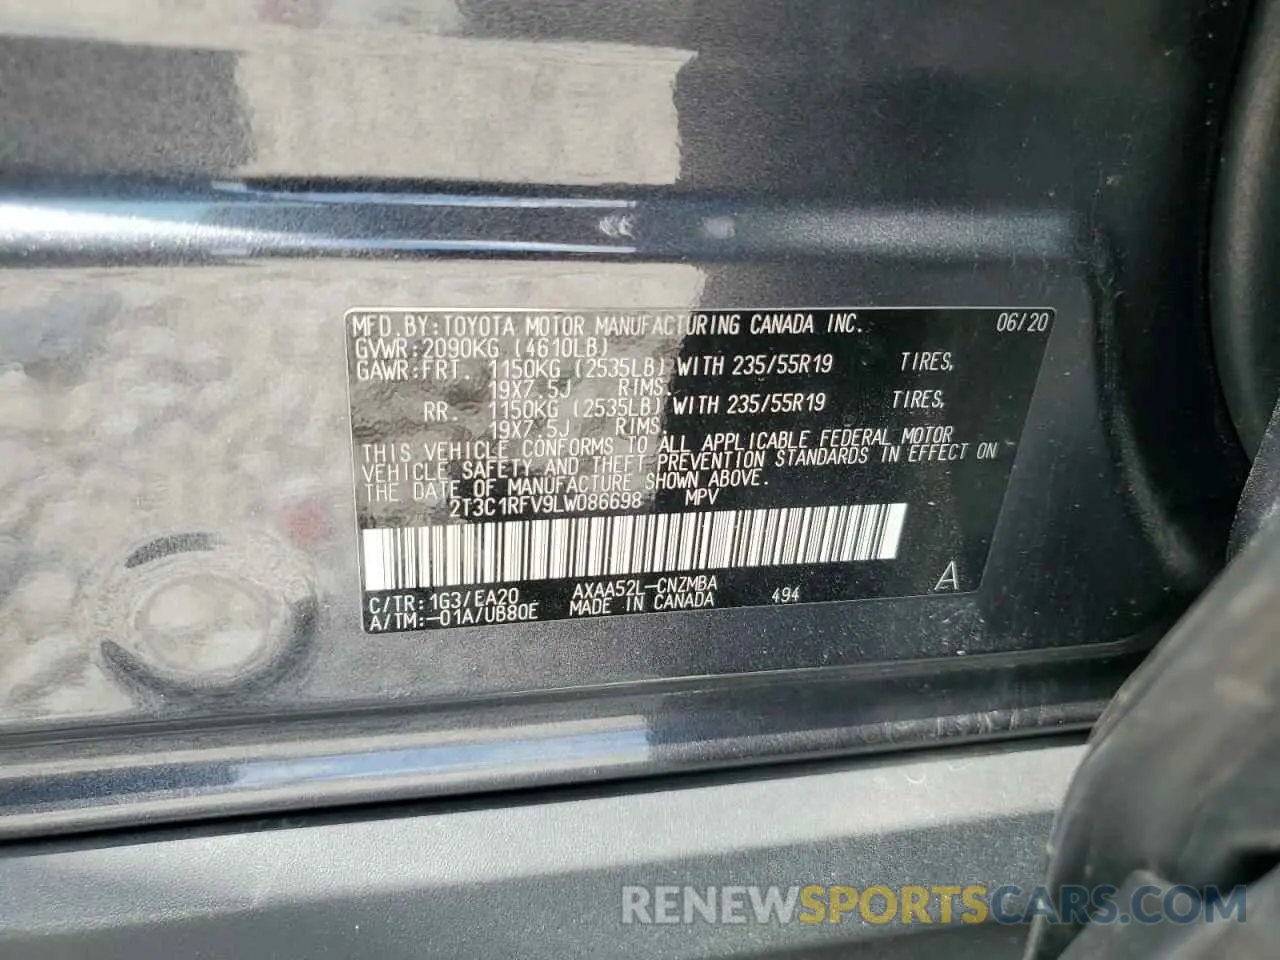 MFD.BY:TOYOTA MOTOR MANUFACTURING CANADA INC. 06/20
GVWR:2090KG (4610LB)
GAWR:FRT. 1150KG (2535LB) WITH 235/55R19 TIRES,
19X7.5J RIMS.
RR. 1150KG (2535LB) WITH 235/55R19 TIRES,
19X7.5J RIMS
THIS VEHICLE CONFORMS TO ALL APPLICABLE FEDERAL MOTOR
VEHICLE SAFETY AND THEFT PREVENTION STANDARDS IN EFFECT ON
THE DATE OF MANUFACTURE SHOWN ABOVE.
2T3C1RFV9LW086698 MPV
C/TR:1G3/EA20 AXAA52L-CNZMBA 494 A
A/TM:-01A/UB80E MADE IN CANADA
RENEWSPORTSCARS.COM